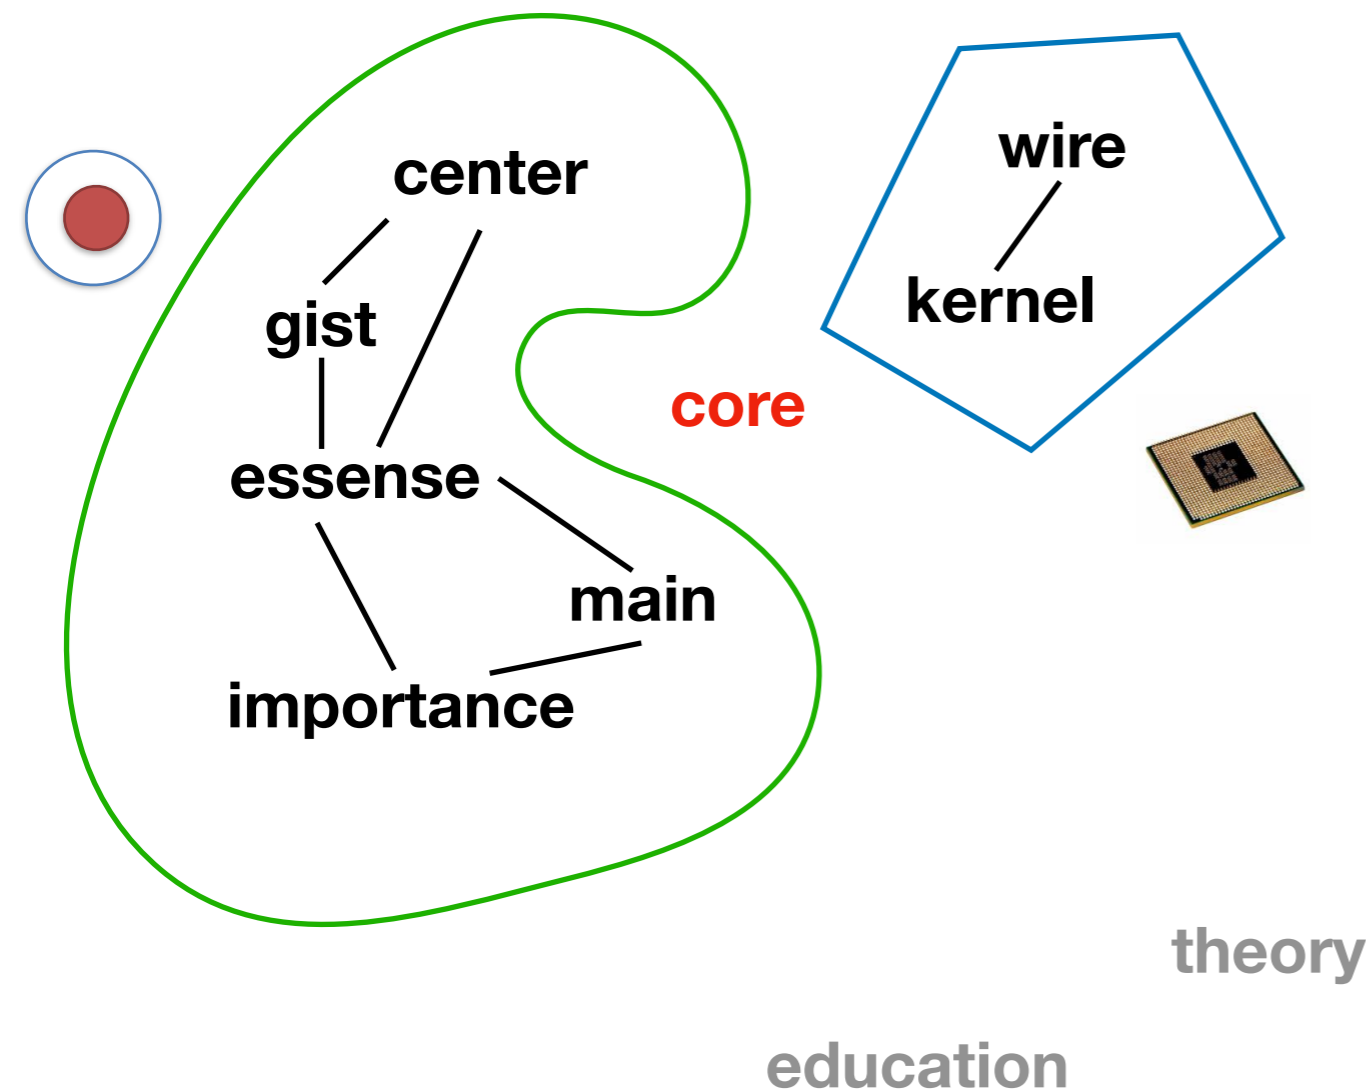 center
wire
gist
kernel
core
essense
main
importance
theory
education